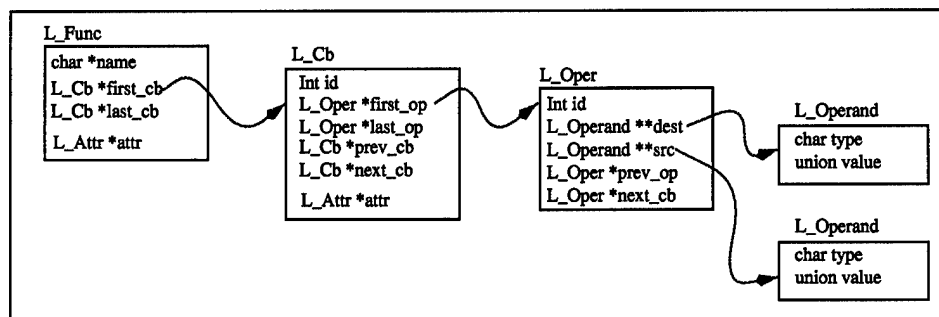 L_Func
char *name
L_Cb *first_cb
L_Cb *last_cb
L_Attr *attr
L_Cb
Int id
L_Oper *first_op
L_Oper *last_op
L_Cb *prev_cb
L_Cb *next_cb
L_Attr *attr
L_Oper
Int id
L_Operand **dest
L_Operand **src
L_Oper *prev_op
L_Oper *next_cb
L_Operand
char type
union value
L_Operand
char type
union value